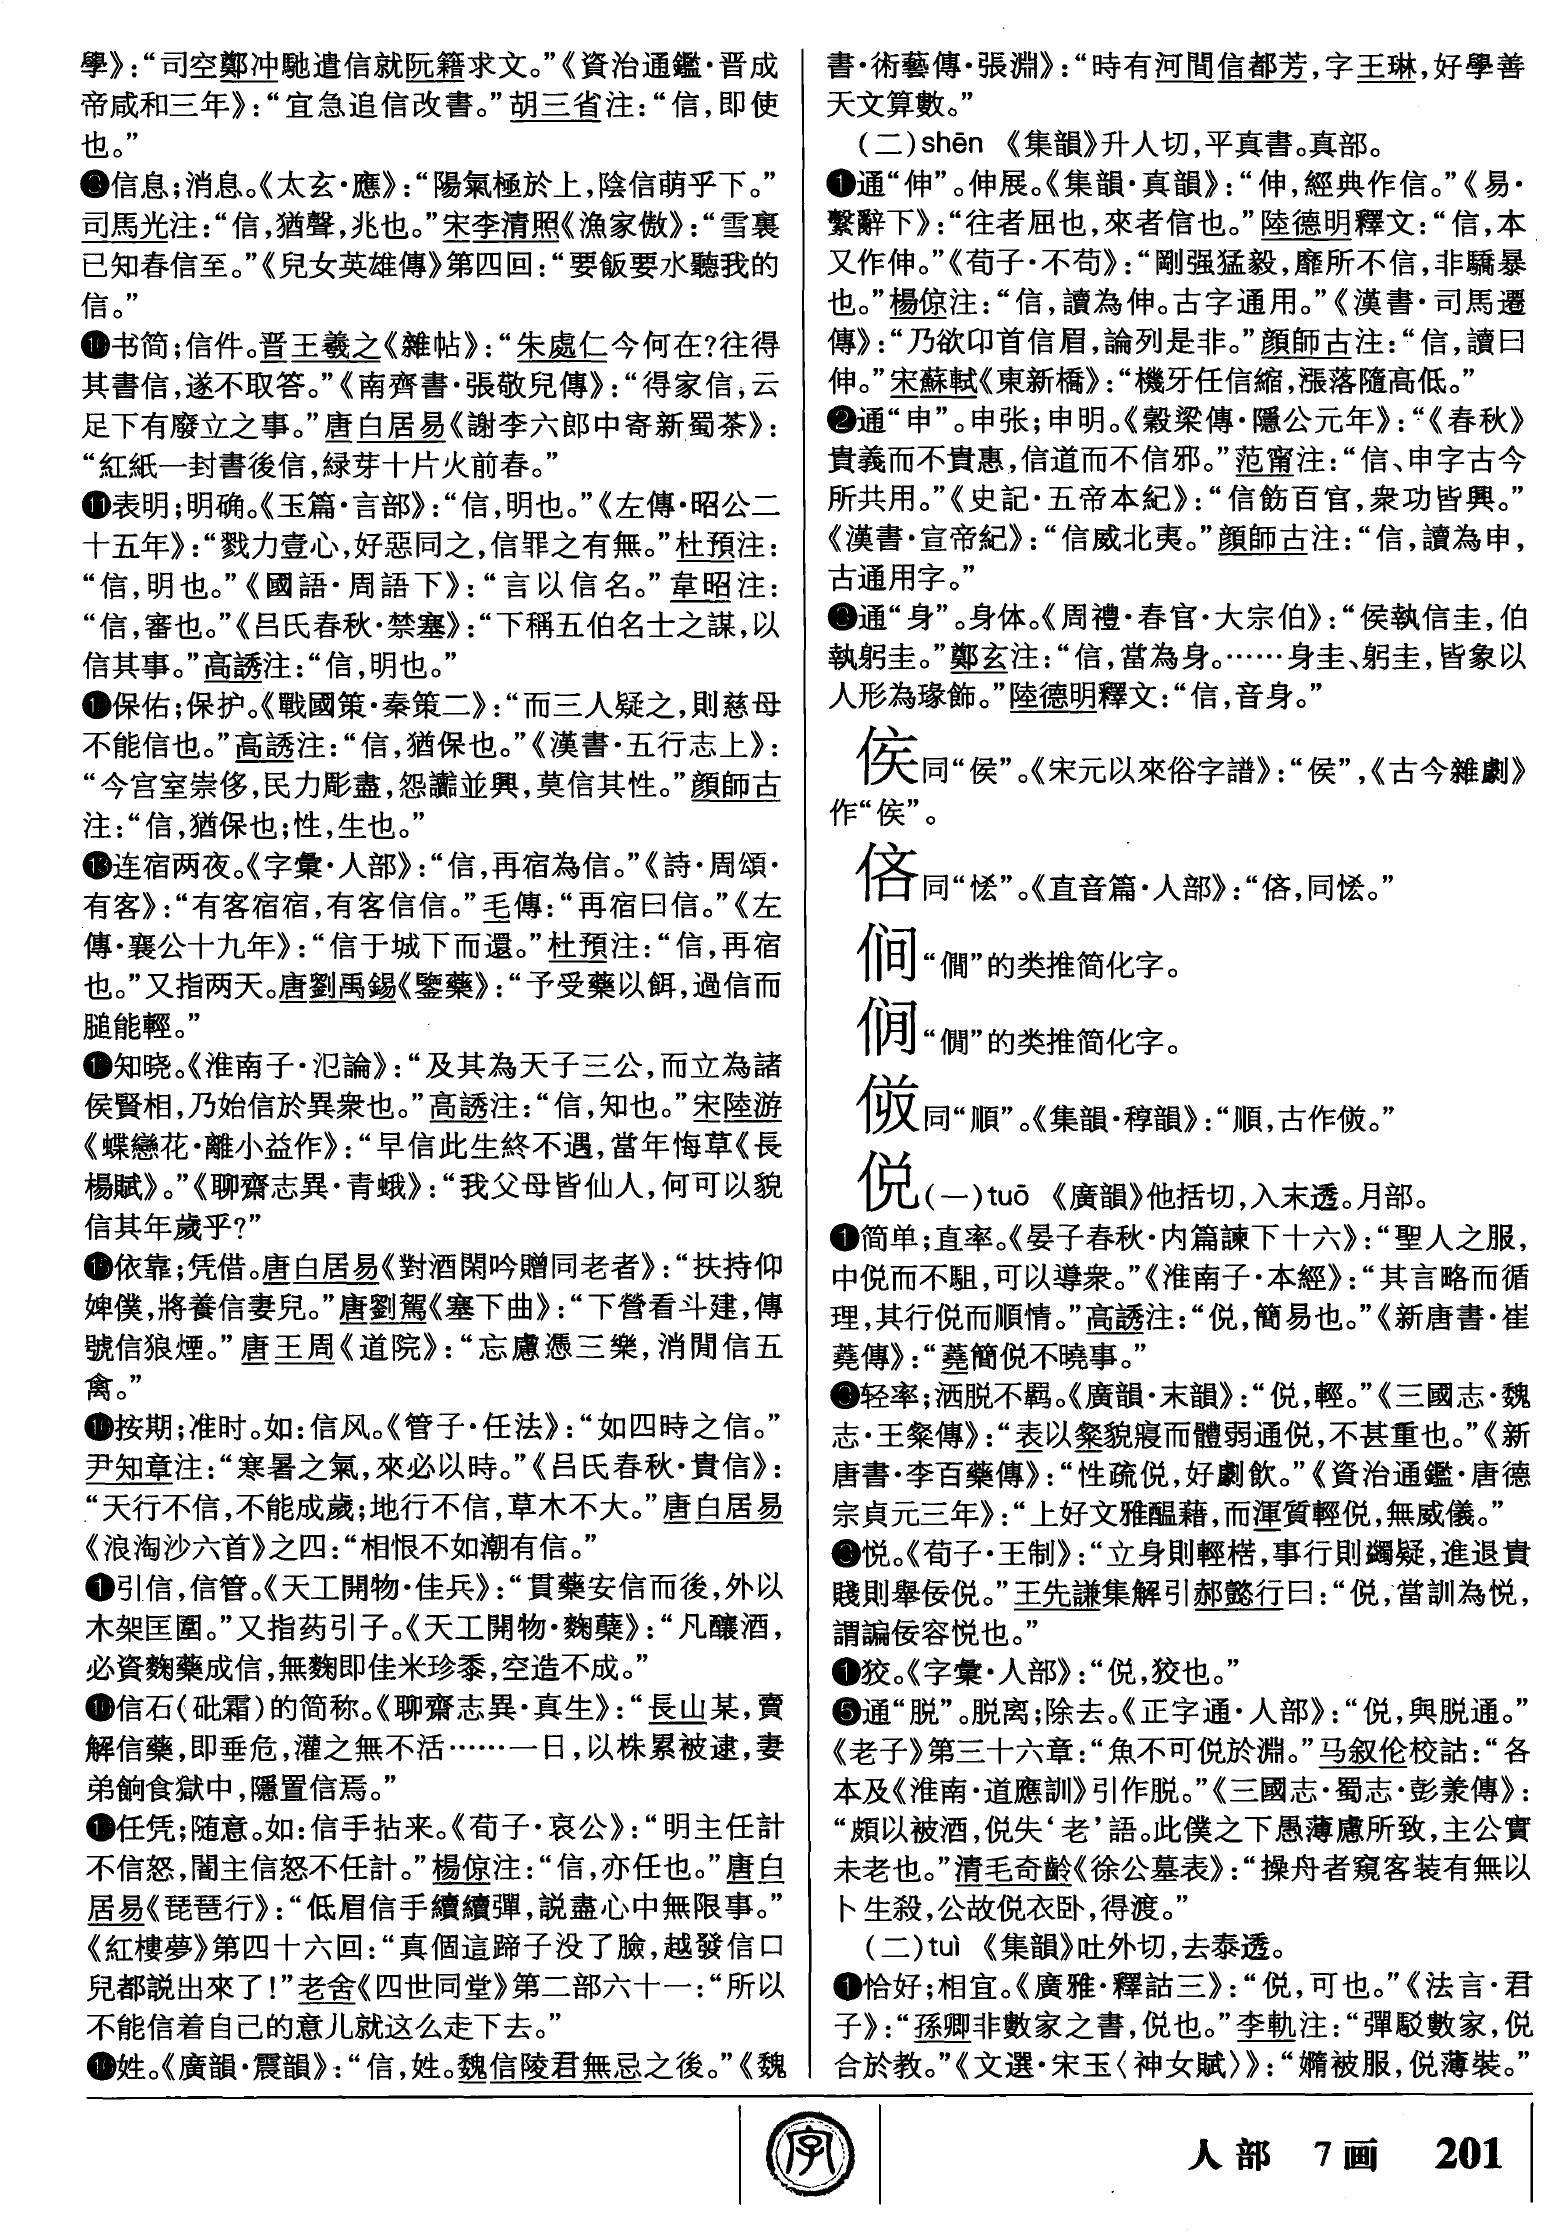 學》：“司空鄭冲馳遣信就阮籍求文。”《資治通鑑·晋成
帝咸和三年》：“宜急追信改書。”胡三省注：“信，即使
也。”
❾信息；消息。《太玄·應》：“陽氣極於上，陰信萌乎下。”
司馬光注：“信，猶聲，兆也。”宋李清照《漁家傲》：“雪裏
已知春信至。”《兒女英雄傳》第四回：“要飯要水聽我的
信。”
❿书简；信件。晋王羲之《雜帖》：“朱處仁今何在？往得
其書信，遂不取答。”《南齊書·張敬兒傳》：“得家信，云
足下有廢立之事。”唐白居易《謝李六郎中寄新蜀茶》：
“紅紙一封書後信，緑芽十片火前春。”
⓫表明；明确。《玉篇·言部》：“信，明也。”《左傳·昭公二
十五年》：“戮力壹心，好惡同之，信罪之有無。”杜預注：
“信，明也。”《國語·周語下》：“言以信名。”韋昭注：
“信，審也。”《吕氏春秋·禁塞》：“下稱五伯名士之謀，以
信其事。”高誘注：“信，明也。”
⓬保佑；保护。《戰國策·秦策二》：“而三人疑之，則慈母
不能信也。”高誘注：“信，猶保也。”《漢書·五行志上》：
“今宫室崇侈，民力彫盡，怨讟並興，莫信其性。”顔師古
注：“信，猶保也；性，生也。”
⓭连宿两夜。《字彙·人部》：“信，再宿為信。”《詩·周頌·
有客》：“有客宿宿，有客信信。”毛傳：“再宿曰信。”《左
傳·襄公十九年》：“信于城下而還。”杜預注：“信，再宿
也。”又指两天。唐劉禹錫《鑒藥》：“予受藥以餌，過信而
膇能輕。”
⓮知晓。《淮南子·氾論》：“及其為天子三公，而立為諸
侯賢相，乃始信於異衆也。”高誘注：“信，知也。”宋陸游
《蝶戀花·離小益作》：“早信此生終不遇，當年悔草《長
楊賦》。”《聊齋志異·青蛾》：“我父母皆仙人，何可以貌
信其年歲乎？”
⓯依靠；凭借。唐白居易《對酒閑吟贈同老者》：“扶持仰
婢僕，將養信妻兒。”唐劉駕《塞下曲》：“下營看斗建，傳
號信狼煙。”唐王周《道院》：“忘慮憑三樂，消閒信五
禽。”
⓰按期；准时。如：信风。《管子·任法》：“如四時之信。”
尹知章注：“寒暑之氣，來必以時。”《吕氏春秋·貴信》：
“天行不信，不能成歲；地行不信，草木不大。”唐白居易
《浪淘沙六首》之四：“相恨不如潮有信。”
⓱引信，信管。《天工開物·佳兵》：“貫藥安信而後，外以
木架匡圍。”又指药引子。《天工開物·麴糵》：“凡釀酒，
必資麴藥成信，無麴即佳米珍黍，空造不成。”
⓲信石（砒霜）的简称。《聊齋志異·真生》：“長山某，賣
解信藥，即垂危，灌之無不活……一日，以株累被逮，妻
弟餉食獄中，隱置信焉。”
⓳任凭；随意。如：信手拈来。《荀子·哀公》：“明主任計
不信怒，闇主信怒不任計。”楊倞注：“信，亦任也。”唐白
居易《琵琶行》：“低眉信手續續彈，説盡心中無限事。”
《紅樓夢》第四十六回：“真個這蹄子没了臉，越發信口
兒都説出來了！”老舍《四世同堂》第二部六十一：“所以
不能信着自己的意儿就这么走下去。”
⓴姓。《廣韻·震韻》：“信，姓。魏信陵君無忌之後。”《魏
書·術藝傳·張淵》：“時有河間信都芳，字王琳，好學善
天文算數。”
（二）shēn 《集韻》升人切，平真書。真部。
❶通“伸”。伸展。《集韻·真韻》：“伸，經典作信。”《易·
繫辭下》：“往者屈也，來者信也。”陸德明釋文：“信，本
又作伸。”《荀子·不苟》：“剛强猛毅，靡所不信，非驕暴
也。”楊倞注：“信，讀為伸。古字通用。”《漢書·司馬遷
傳》：“乃欲卬首信眉，論列是非。”顔師古注：“信，讀曰
伸。”宋蘇軾《東新橋》：“機牙任信縮，漲落隨高低。”
❷通“申”。申张；申明。《穀梁傳·隱公元年》：“《春秋》
貴義而不貴惠，信道而不信邪。”范甯注：“信、申字古今
所共用。”《史記·五帝本紀》：“信飭百官，衆功皆興。”
《漢書·宣帝紀》：“信威北夷。”顔師古注：“信，讀為申，
古通用字。”
❸通“身”。身体。《周禮·春官·大宗伯》：“侯執信圭，伯
執躬圭。”鄭玄注：“信，當為身。……身圭、躬圭，皆象以
人形為瑑飾。”陸德明釋文：“信，音身。”
㑨同“侯”。《宋元以來俗字譜》：“侯”，《古今雜劇》
作“㑨”。
㑛同“恡”。《直音篇·人部》：“㑛，同恡。”
𫢸“僴”的类推简化字。
𫢹“僩”的类推简化字。
㑞同“順”。《集韻·稕韻》：“順，古作㑞。”
侻（一）tuō 《廣韻》他括切，入末透。月部。
❶简单；直率。《晏子春秋·内篇諫下十六》：“聖人之服，
中侻而不駔，可以導衆。”《淮南子·本經》：“其言略而循
理，其行侻而順情。”高誘注：“侻，簡易也。”《新唐書·崔
蕘傳》：“蕘簡侻不曉事。”
❷轻率；洒脱不羁。《廣韻·末韻》：“侻，輕。”《三國志·魏
志·王粲傳》：“表以粲貌寢而體弱通侻，不甚重也。”《新
唐書·李百藥傳》：“性疏侻，好劇飲。”《資治通鑑·唐德
宗貞元三年》：“上好文雅醖藉，而渾質輕侻，無威儀。”
❸悦。《荀子·王制》：“立身則輕楛，事行則蠲疑，進退貴
賤則舉佞侻。”王先謙集解引郝懿行曰：“侻，當訓為悦，
謂諞佞容悦也。”
❹狡。《字彙·人部》：“侻，狡也。”
❺通“脱”。脱离；除去。《正字通·人部》：“侻，與脱通。”
《老子》第三十六章：“魚不可侻於淵。”马叙伦校詁：“各
本及《淮南·道應訓》引作脱。”《三國志·蜀志·彭羕傳》：
“頗以被酒，侻失‘老’語。此僕之下愚薄慮所致，主公實
未老也。”清毛奇齡《徐公墓表》：“操舟者窺客装有無以
卜生殺，公故侻衣卧，得渡。”
（二）tuì 《集韻》吐外切，去泰透。
❶恰好；相宜。《廣雅·釋詁三》：“侻，可也。”《法言·君
子》：“孫卿非數家之書，侻也。”李軌注：“彈駁數家，侻
合於教。”《文選·宋玉〈神女賦〉》：“嫷被服，侻薄裝。”
字
人部 7画 201